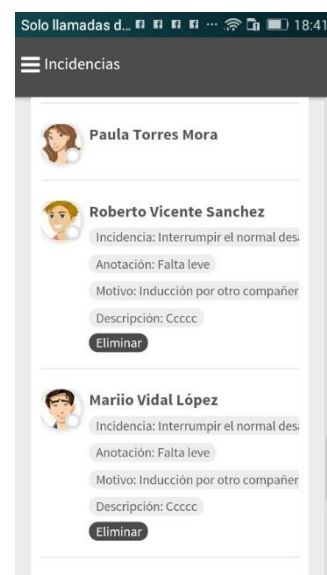 Solo llamadas d... 18:41
Incidencias
Paula Torres Mora
Roberto Vicente Sanchez
Incidencia: Interrumpir el normal des
Anotación: Falta leve
Motivo: Inducción por otro compañer
Descripción: Ccccc
Eliminar
Mariio Vidal López
Incidencia: Interrumpir el normal des
Anotación: Falta leve
Motivo: Inducción por otro compañer
Descripción: Ccccc
Eliminar